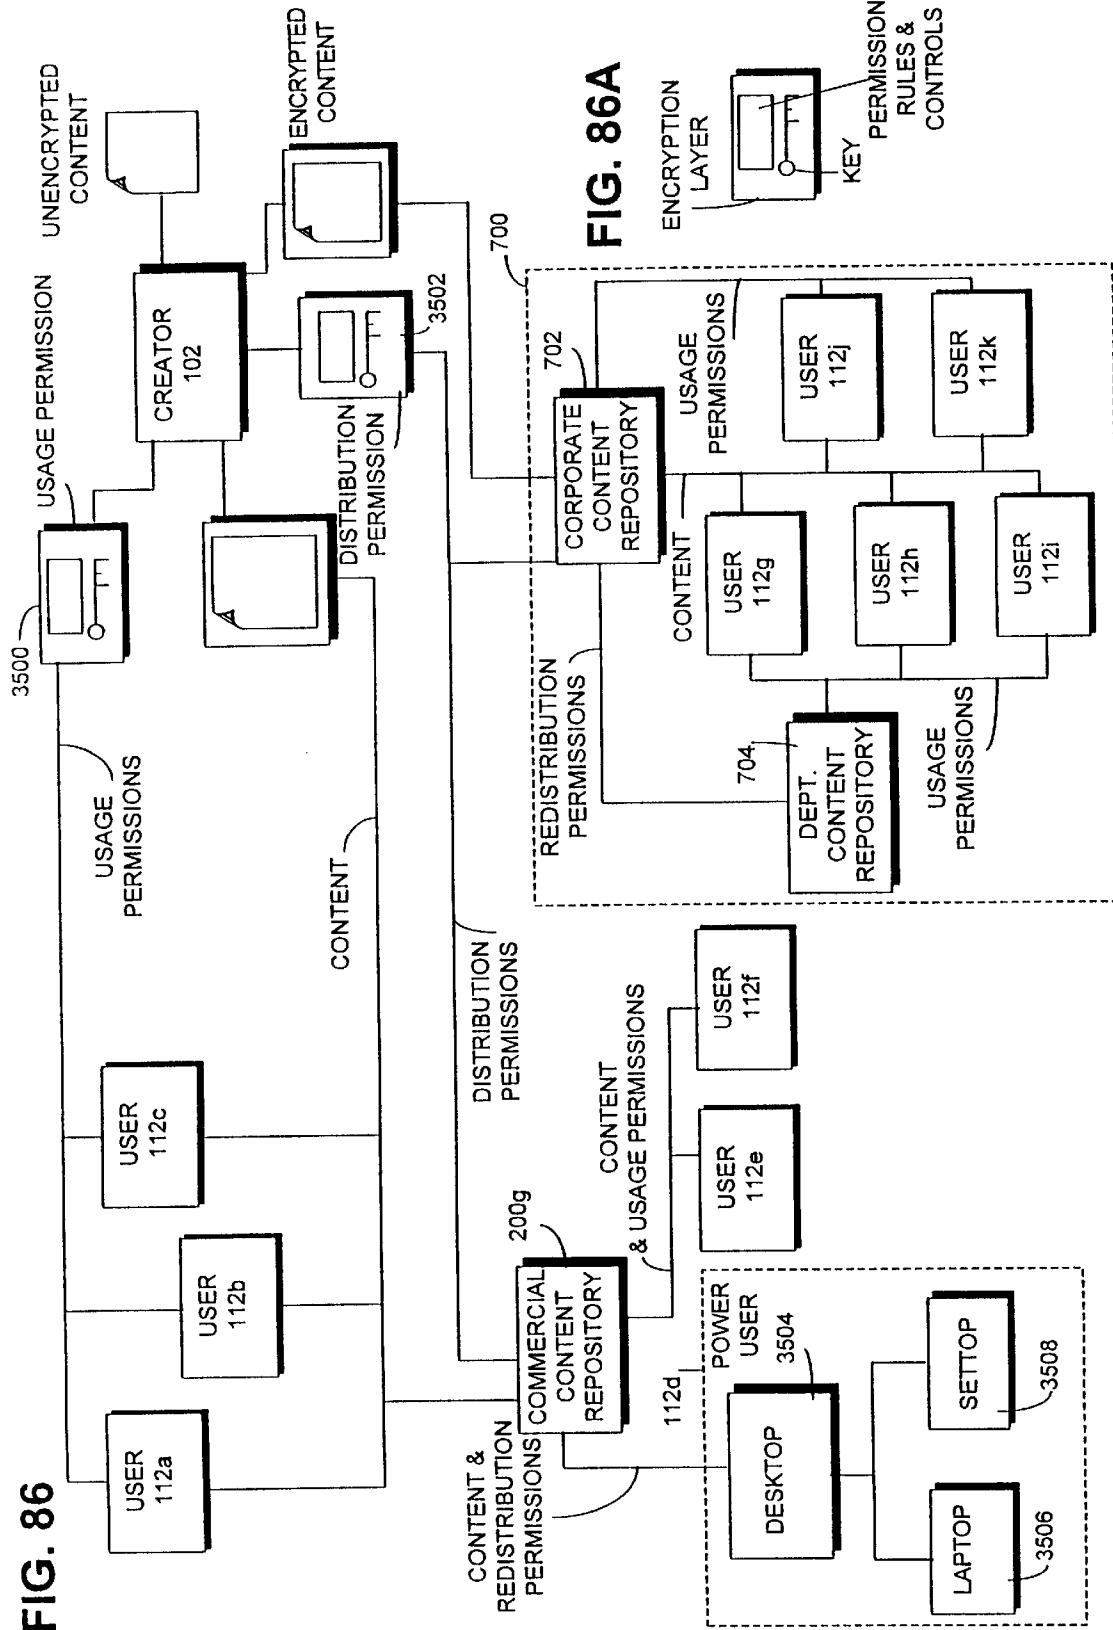 FIG. 86
3500
USAGE PERMISSION
UNENCRYPTED
CONTENT
CREATOR
102
ENCRYPTED
CONTENT
DISTRIBUTION
PERMISSION
3502
USAGE
PERMISSIONS
CONTENT
USER
112a
USER
112b
USER
112c
DISTRIBUTION
PERMISSIONS
COMMERCIAL
CONTENT
REPOSITORY
200g
CONTENT &
REDISTRIBUTION
PERMISSIONS
CONTENT
& USAGE PERMISSIONS
USER
112e
USER
112f
112d
POWER
USER
3504
DESKTOP
LAPTOP
3506
SETTOP
3508
700
CORPORATE
CONTENT
REPOSITORY
702
REDISTRIBUTION
PERMISSIONS
CONTENT
USAGE
PERMISSIONS
704
DEPT.
CONTENT
REPOSITORY
USER
112g
USER
112h
USER
112i
USER
112j
USER
112k
USAGE
PERMISSIONS
FIG. 86A
ENCRYPTION
LAYER
KEY
PERMISSION
RULES &
CONTROLS